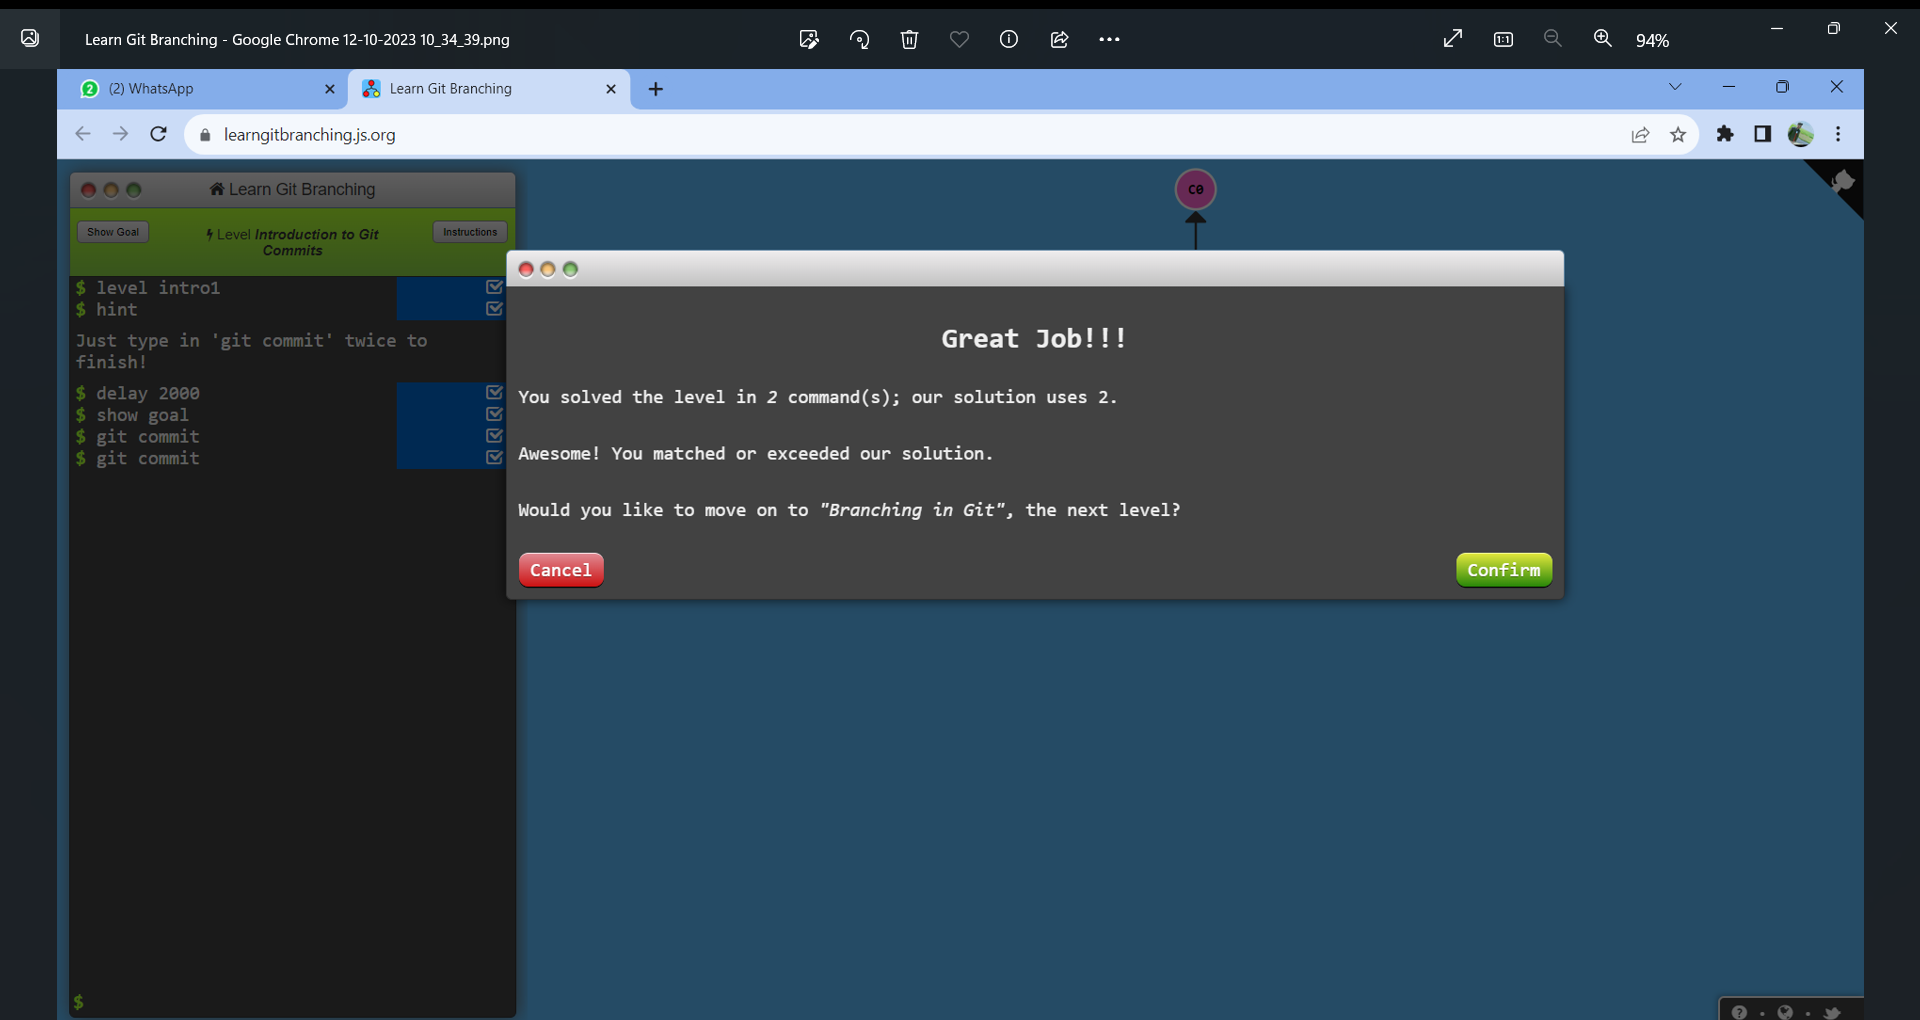 Learn Git Branching - Google Chrome 12-10-2023 10_34_39.png
1:1
94%
2
(2) WhatsApp
Learn Git Branching
learngitbranching.js.org
Learn Git Branching
Show Goal
Level Introduction to Git
Commits
Instructions
C0
$ level intro1
$ hint
Just type in 'git commit' twice to
finish!
$ delay 2000
$ show goal
$ git commit
$ git commit
$
Great Job!!!
You solved the level in 2 command(s); our solution uses 2.
Awesome! You matched or exceeded our solution.
Would you like to move on to "Branching in Git", the next level?
Cancel
Confirm
?